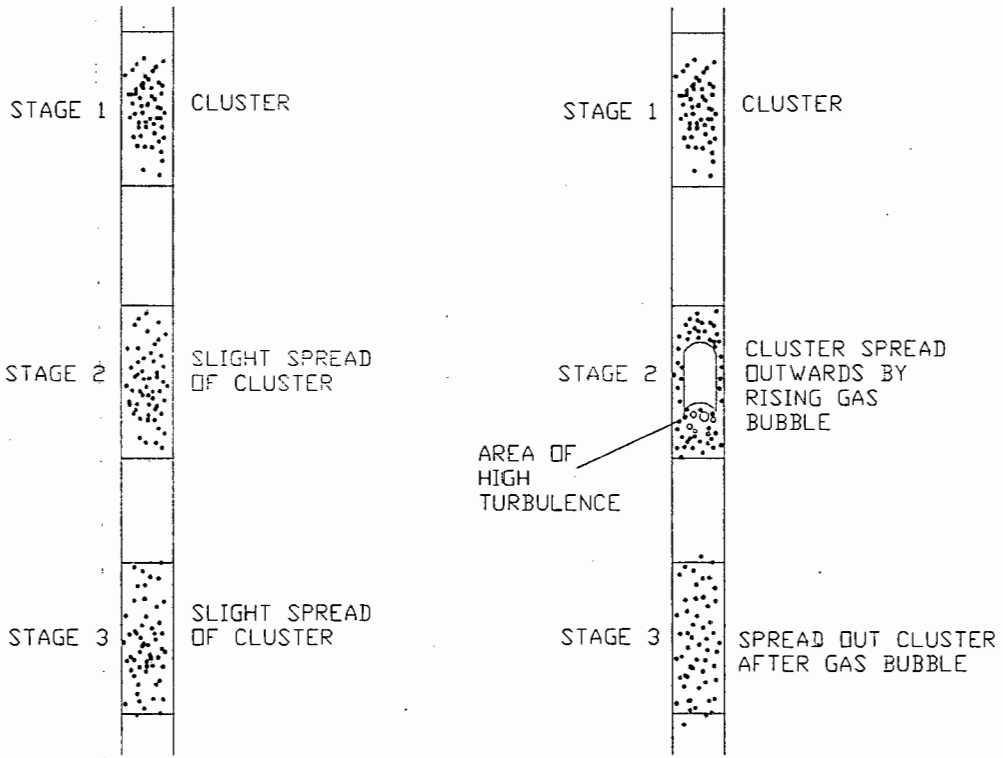 STAGE 1
CLUSTER
STAGE 2
SLIGHT SPREAD
OF CLUSTER
STAGE 3
SLIGHT SPREAD
OF CLUSTER
STAGE 1
CLUSTER
STAGE 2
CLUSTER SPREAD
OUTWARDS BY
RISING GAS
BUBBLE
AREA OF
HIGH
TURBULENCE
STAGE 3
SPREAD OUT CLUSTER
AFTER GAS BUBBLE